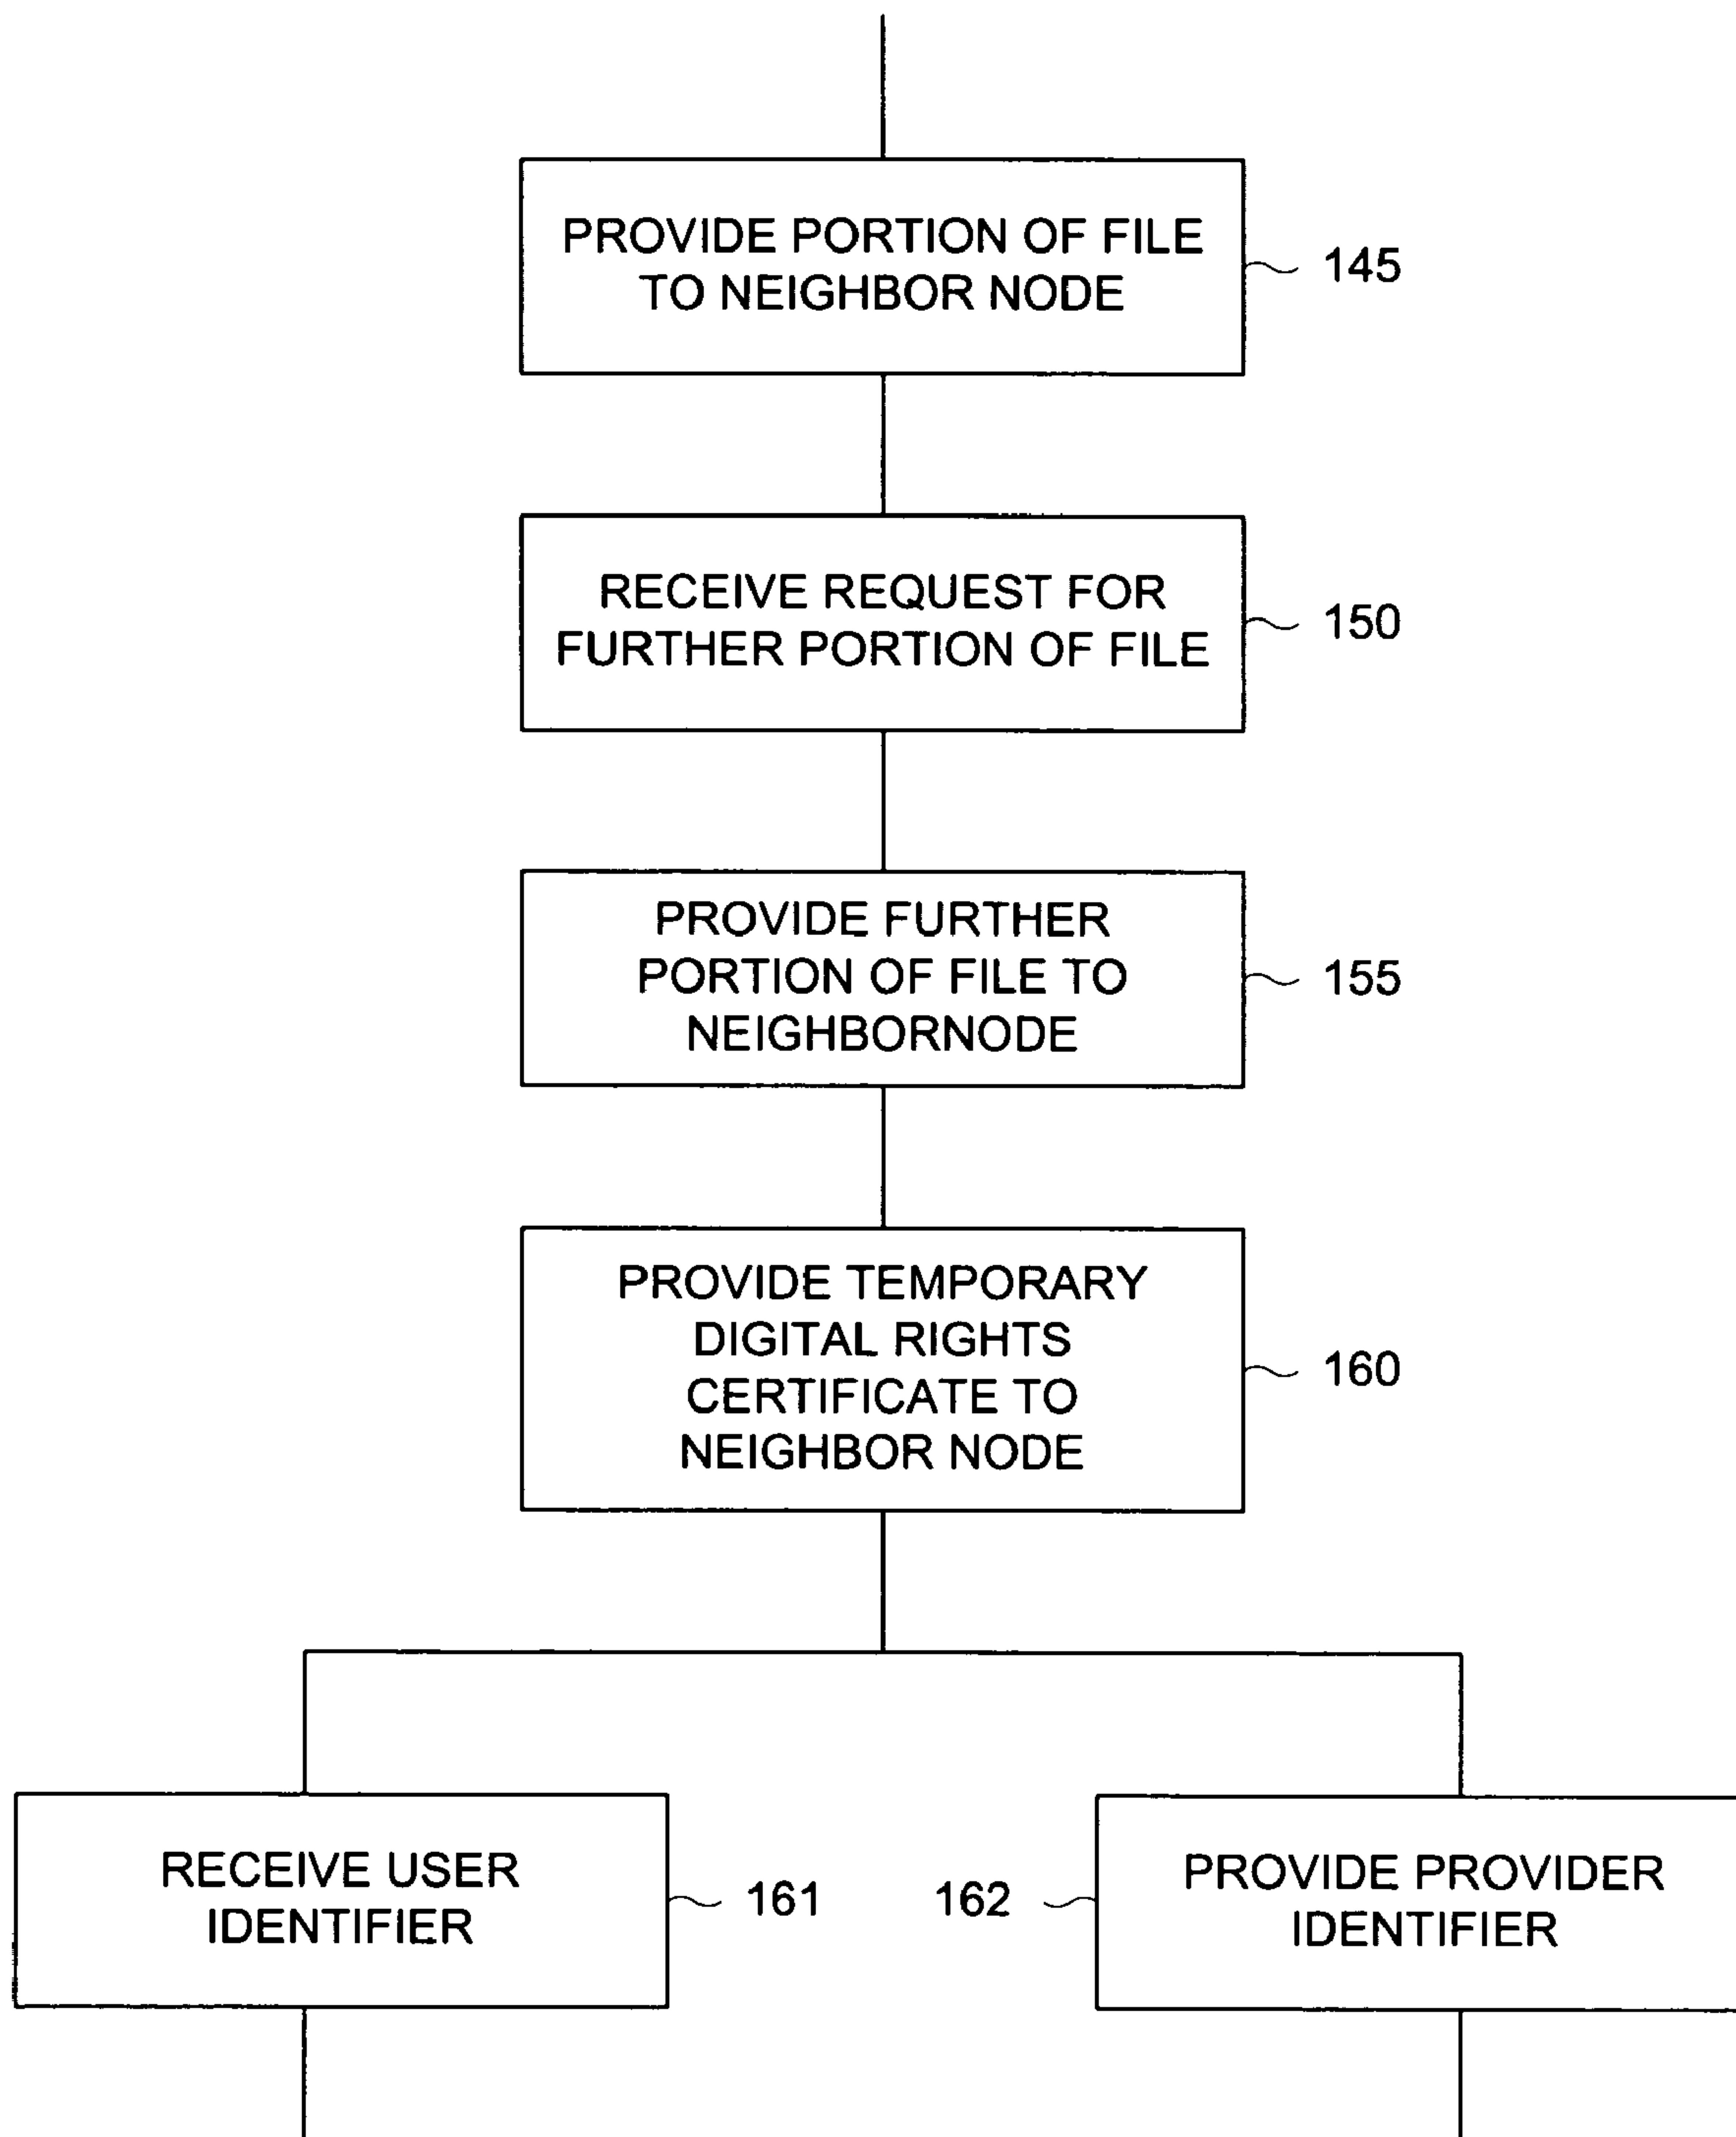 PROVIDE PORTION OF FILE
TO NEIGHBOR NODE
145
RECEIVE REQUEST FOR
FURTHER PORTION OF FILE
150
PROVIDE FURTHER
PORTION OF FILE TO
NEIGHBORNODE
155
PROVIDE TEMPORARY
DIGITAL RIGHTS
CERTIFICATE TO
NEIGHBOR NODE
160
RECEIVE USER
IDENTIFIER
161
162
PROVIDE PROVIDER
IDENTIFIER